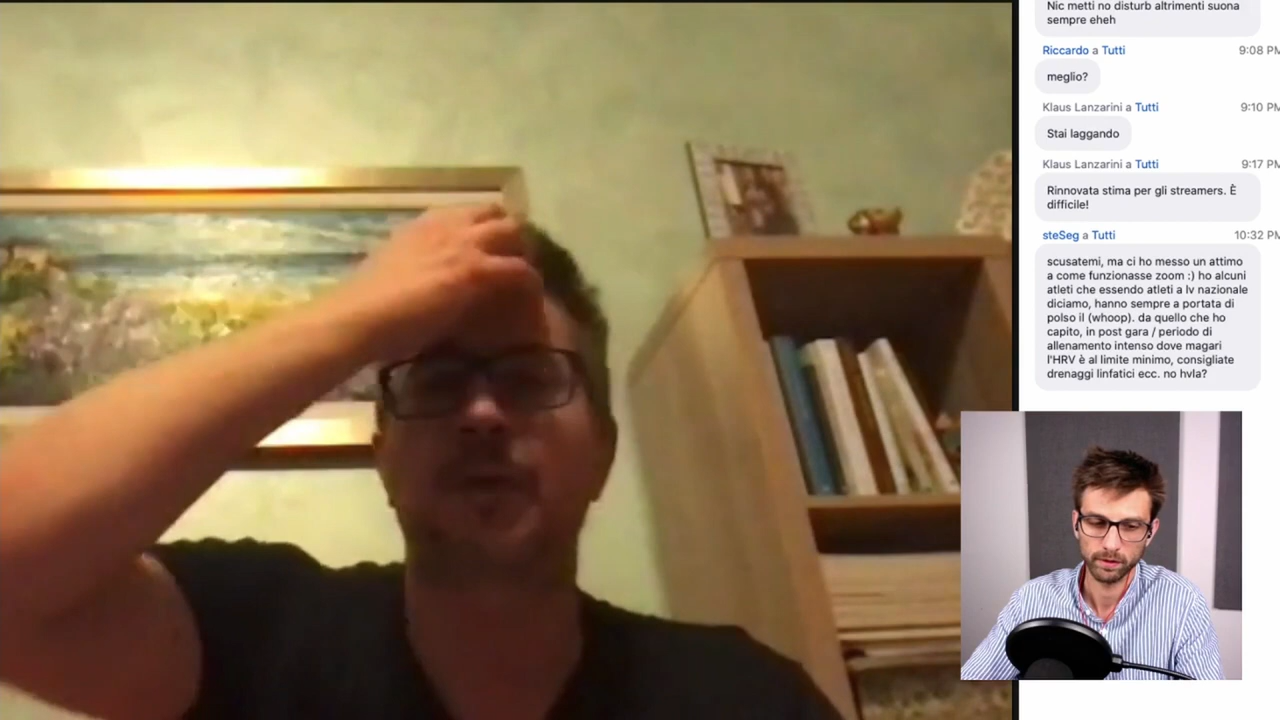 Nic metti no disturb altrimenti suona
sempre eheh
Riccardo a Tutti 9:08 PM
meglio?
Klaus Lanzarini a Tutti 9:10 PM
Stai laggando
Klaus Lanzarini a Tutti 9:17 PM
Rinnovata stima per gli streamers. È
difficile!
steSeg a Tutti 10:32 PM
scusatemi, ma ci ho messo un attimo
a come funzionasse zoom :) ho alcuni
atleti che essendo atleti a lv nazionale
diciamo, hanno sempre a portata di
polso il (whoop). da quello che ho
capito, in post gara / periodo di
allenamento intenso dove magari
l'HRV è al limite minimo, consigliate
drenaggi linfatici ecc. no hvla?